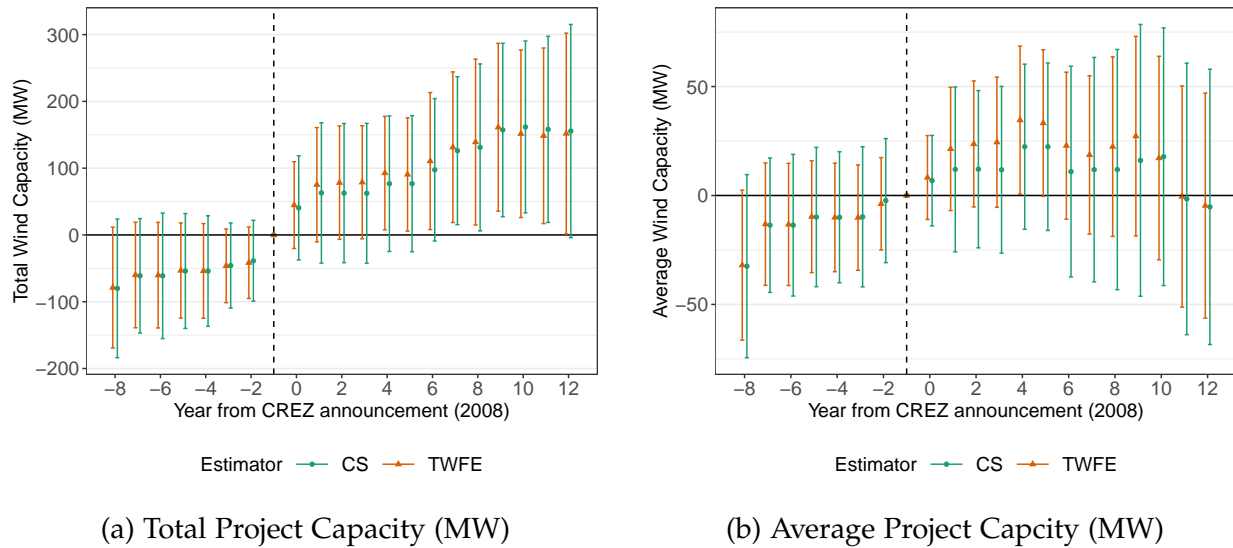 Total Wind Capacity (MW)
300
200
100
0
−100
−200
−8 −6 −4 −2 0 2 4 6 8 10 12
Year from CREZ announcement (2008)
Estimator CS TWFE
(a) Total Project Capacity (MW)
Average Wind Capacity (MW)
50
0
−50
−8 −6 −4 −2 0 2 4 6 8 10 12
Year from CREZ announcement (2008)
Estimator CS TWFE
(b) Average Project Capcity (MW)